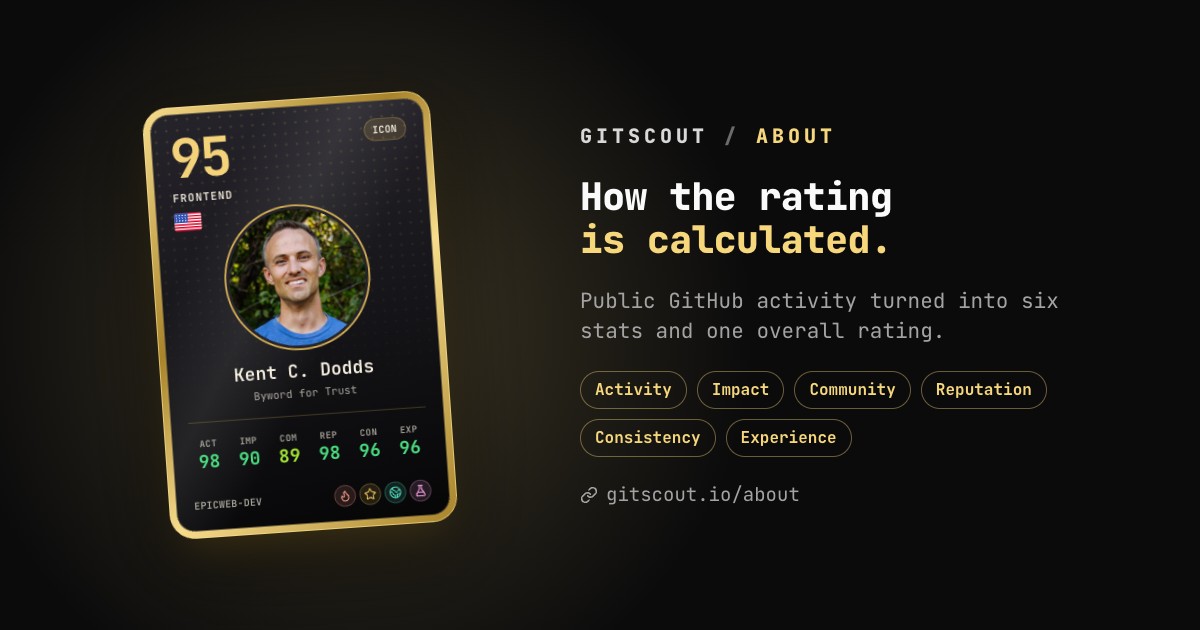 95
ICON
FRONTEND
Kent C. Dodds
Byword for Trust
ACT IMP COM REP CON EXP
98 90 89 98 96 96
EPICWEB-DEV
GITSCOUT / ABOUT
How the rating
is calculated.
Public GitHub activity turned into six
stats and one overall rating.
Activity Impact Community Reputation
Consistency Experience
gitscout.io/about